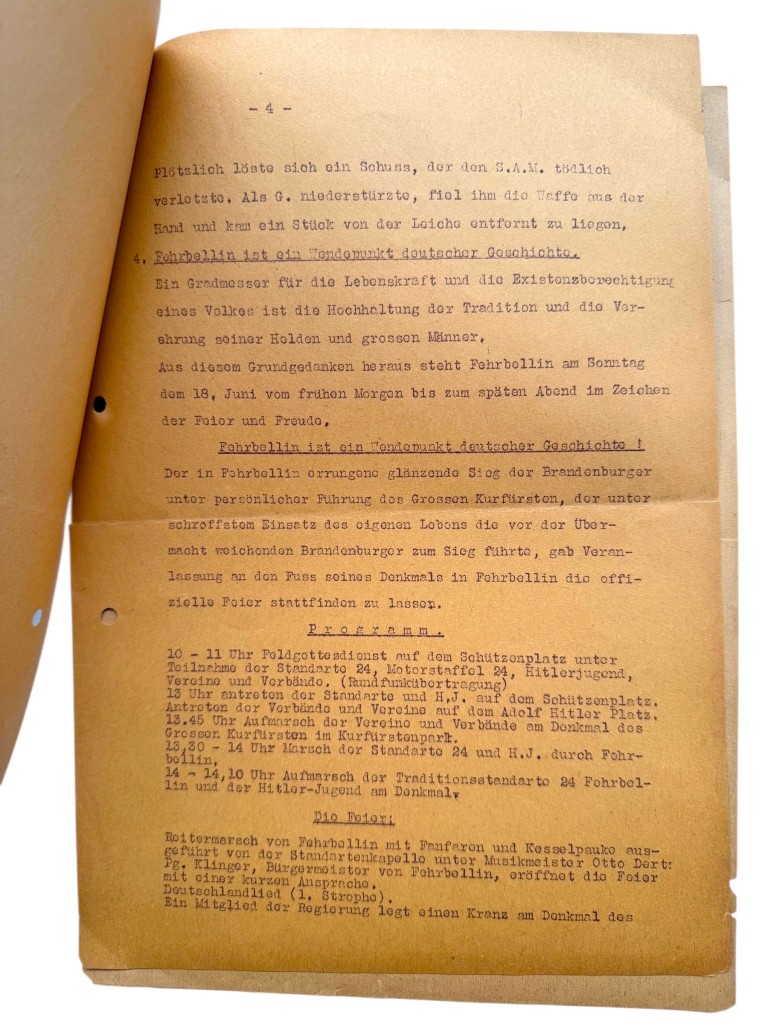 - 4 -
Plötzlich löste sich ein Schuss, der den S.A.M. tödlich
verletzte. Als G. niederstürzte, fiel ihm die Waffe aus der
Hand und kam ein Stück von der Leiche entfernt zu liegen.
4. Fehrbellin ist ein Wendepunkt deutscher Geschichte.
Ein Gradmesser für die Lebenskraft und die Existenzberechtigung
eines Volkes ist die Hochhaltung der Tradition und die Ver-
ehrung seiner Helden und grossen Männer.
Aus diesem Grundgedanken heraus steht Fehrbellin am Sonntag
dem 18. Juni vom frühen Morgen bis zum späten Abend im Zeichen
der Feier und Freude.
Fehrbellin ist ein Wendepunkt deutscher Geschichte !
Der in Fehrbellin errungene glänzende Sieg der Brandenburger
unter persönlicher Führung des Grossen Kurfürsten, der unter
schroffstem Einsatz des eigenen Lebens die vor der Über-
macht weichenden Brandenburger zum Sieg führte, gab Veran-
lassung an den Fuss seines Denkmals in Fehrbellin die offi-
zielle Feier stattfinden zu lassen.
Programm.
10 - 11 Uhr Feldgottesdienst auf dem Schützenplatz unter
Teilnahme der Standarte 24, Motorstaffel 24, Hitlerjugend,
Vereine und Verbände. (Rundfunkübertragung)
13 Uhr antreten der Standarte und H.J. auf dem Schützenplatz.
Antreten der Verbände und Vereine auf dem Adolf Hitler Platz.
13.45 Uhr Aufmarsch der Vereine und Verbände am Denkmal des
Grossen Kurfürsten im Kurfürstenpark.
13,30 - 14 Uhr Marsch der Standarte 24 und H.J. durch Fehr-
bellin.
14 - 14,10 Uhr Aufmarsch der Traditionsstandarte 24 Fehrbel-
lin und der Hitler-Jugend am Denkmal.
Die Feier:
Reitermarsch von Fehrbellin mit Fanfaren und Kesselpauke aus-
geführt von der Standartenkapelle unter Musikmeister Otto Dert:
Pg. Klinger, Bürgermeister von Fehrbellin, eröffnet die Feier
mit einer kurzen Ansprache.
Deutschlandlied (1. Strophe).
Ein Mitglied der Regierung legt einen Kranz am Denkmal des